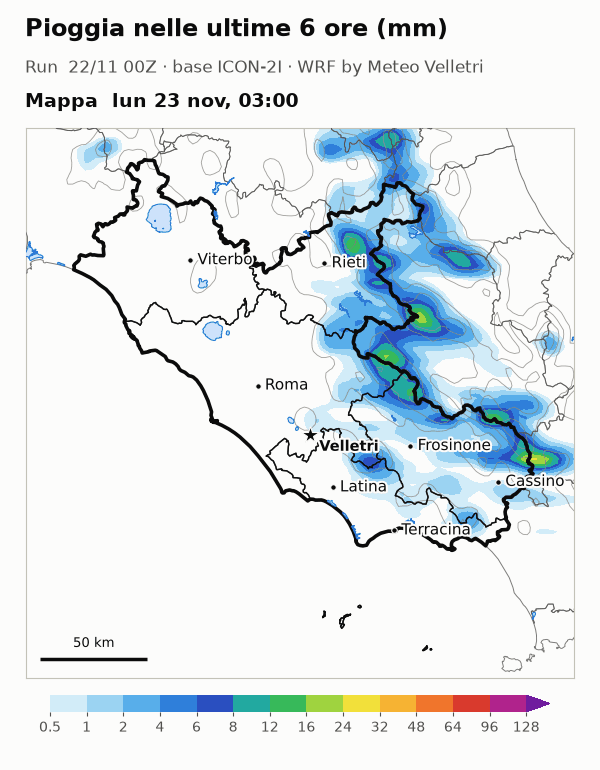 Pioggia nelle ultime 6 ore (mm)
Run 22/11 00Z · base ICON-2I · WRF by Meteo Velletri
Mappa lun 23 nov, 03:00
Viterbo
Rieti
Roma
Velletri
Frosinone
Latina
Cassino
Terracina
50 km
0.5 1 2 4 6 8 12 16 24 32 48 64 96 128